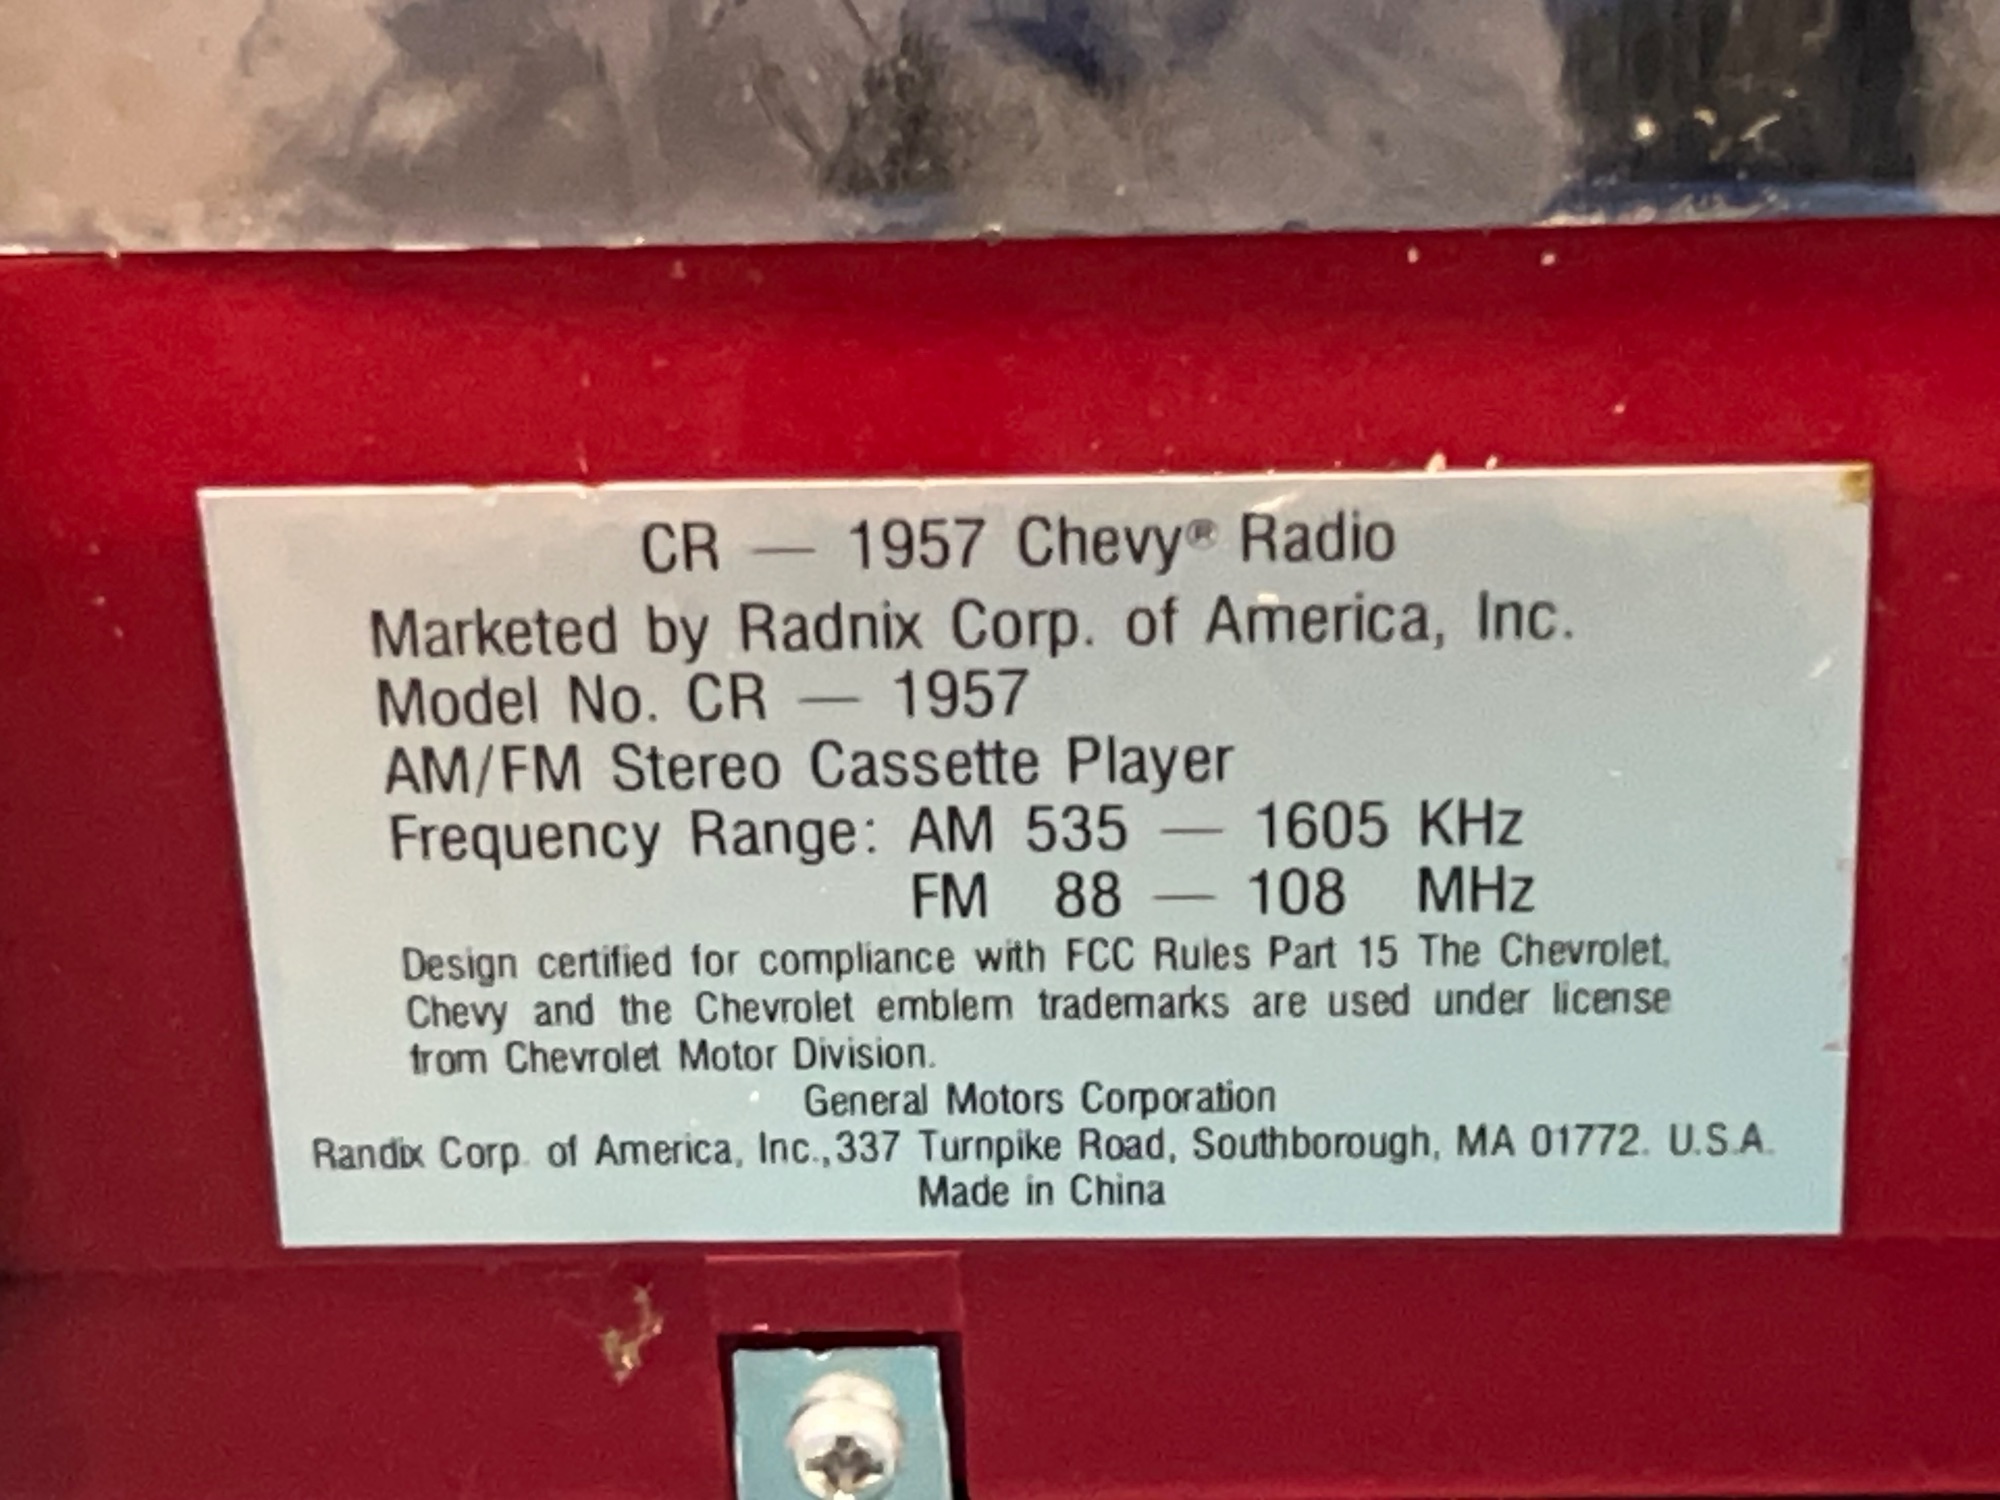 CR — 1957 Chevy® Radio
Marketed by Radnix Corp. of America, Inc.
Model No. CR — 1957
AM/FM Stereo Cassette Player
Frequency Range: AM 535 — 1605 KHz
FM 88 — 108 MHz
Design certified for compliance with FCC Rules Part 15 The Chevrolet,
Chevy and the Chevrolet emblem trademarks are used under license
from Chevrolet Motor Division.
General Motors Corporation
Randix Corp. of America, Inc.,337 Turnpike Road, Southborough, MA 01772. U.S.A.
Made in China